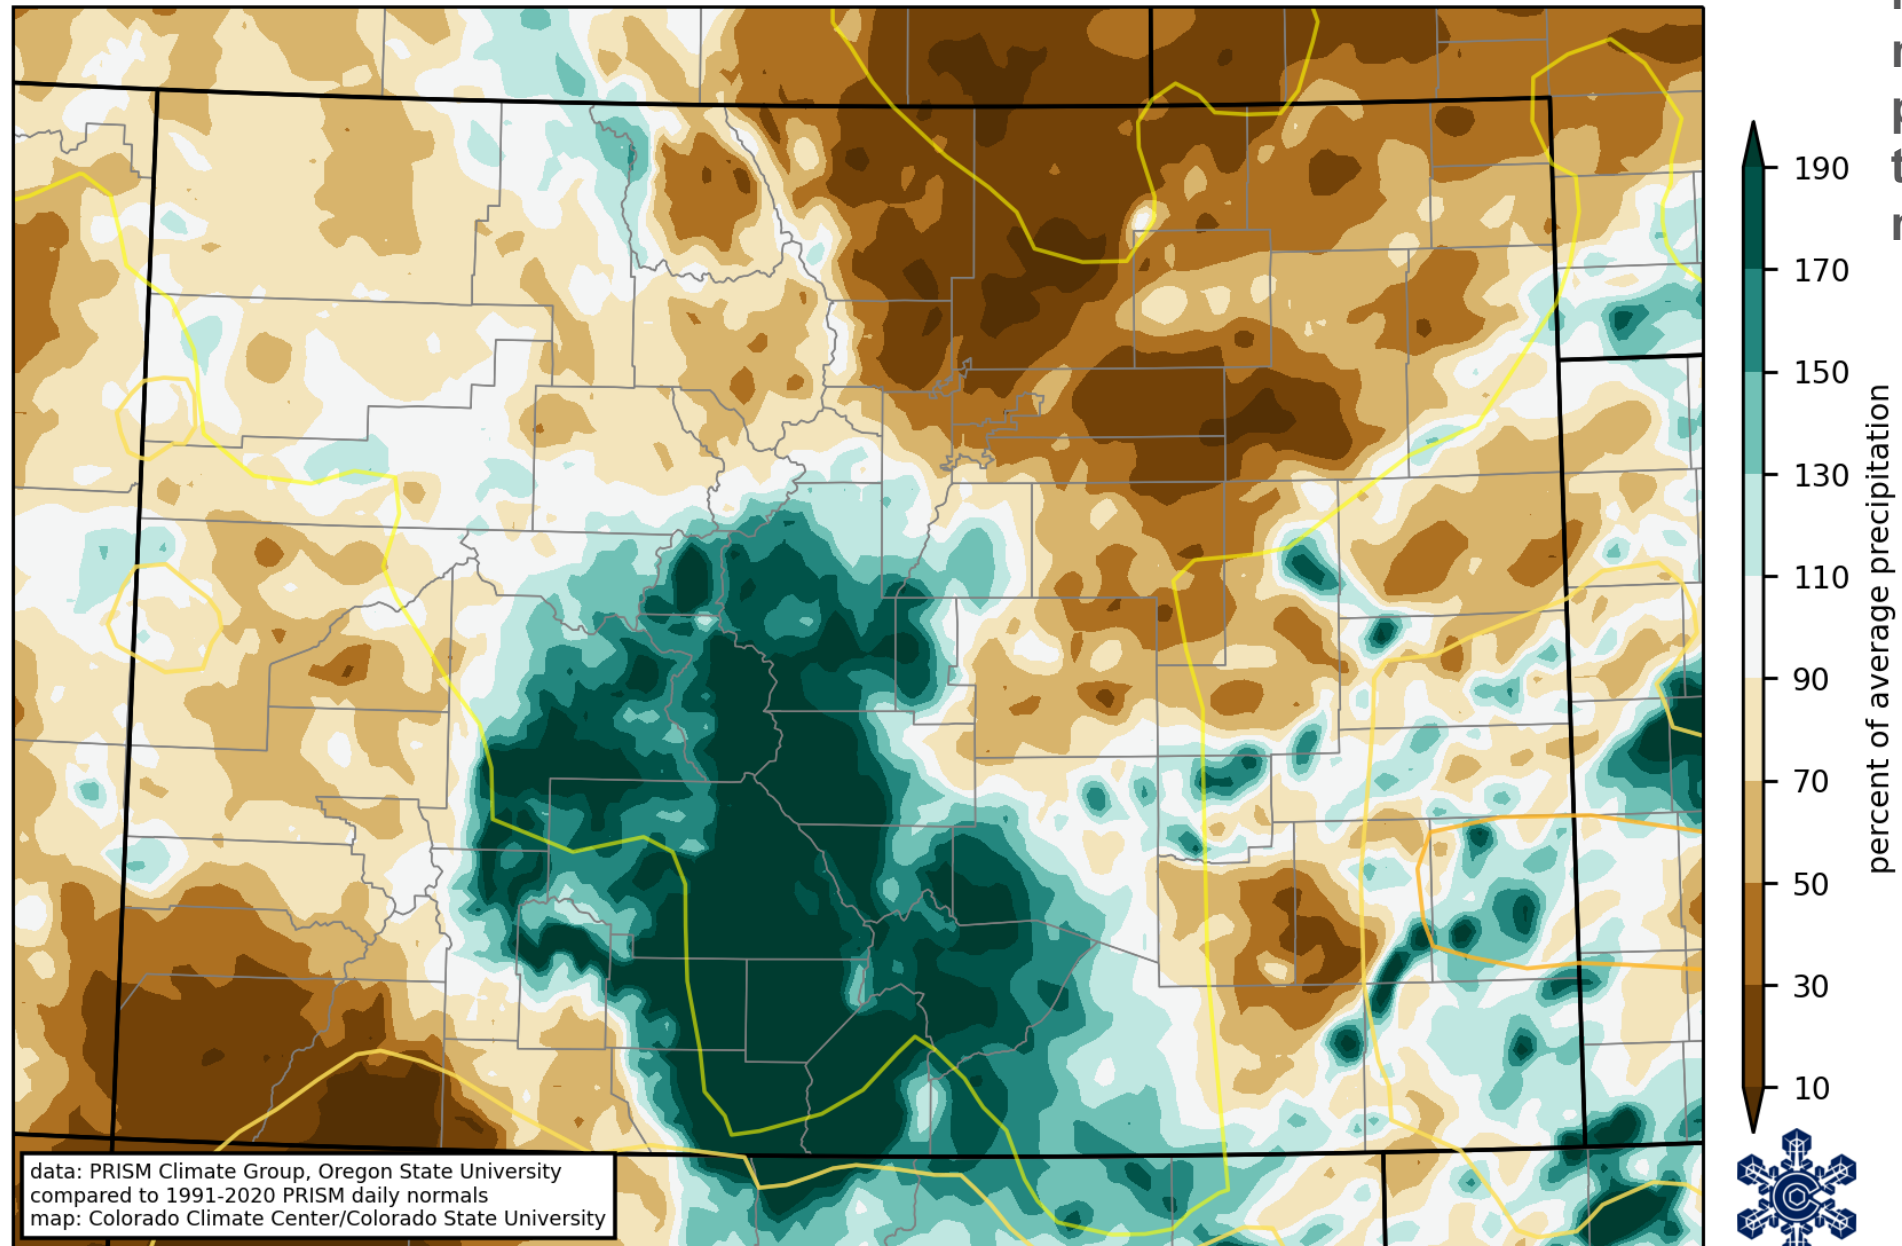 190
170
150
130
110
90
70
50
30
10
percent of average precipitation
data: PRISM Climate Group, Oregon State University
compared to 1991-2020 PRISM daily normals
map: Colorado Climate Center/Colorado State University